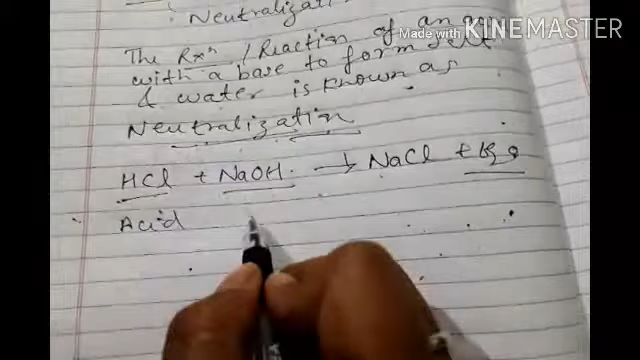 Neutralizati
Made with KINEMASTER
The Rxⁿ / Reaction of an
with a base to form
& water is known as
Neutralization
HCl + NaOH → NaCl +
Acid